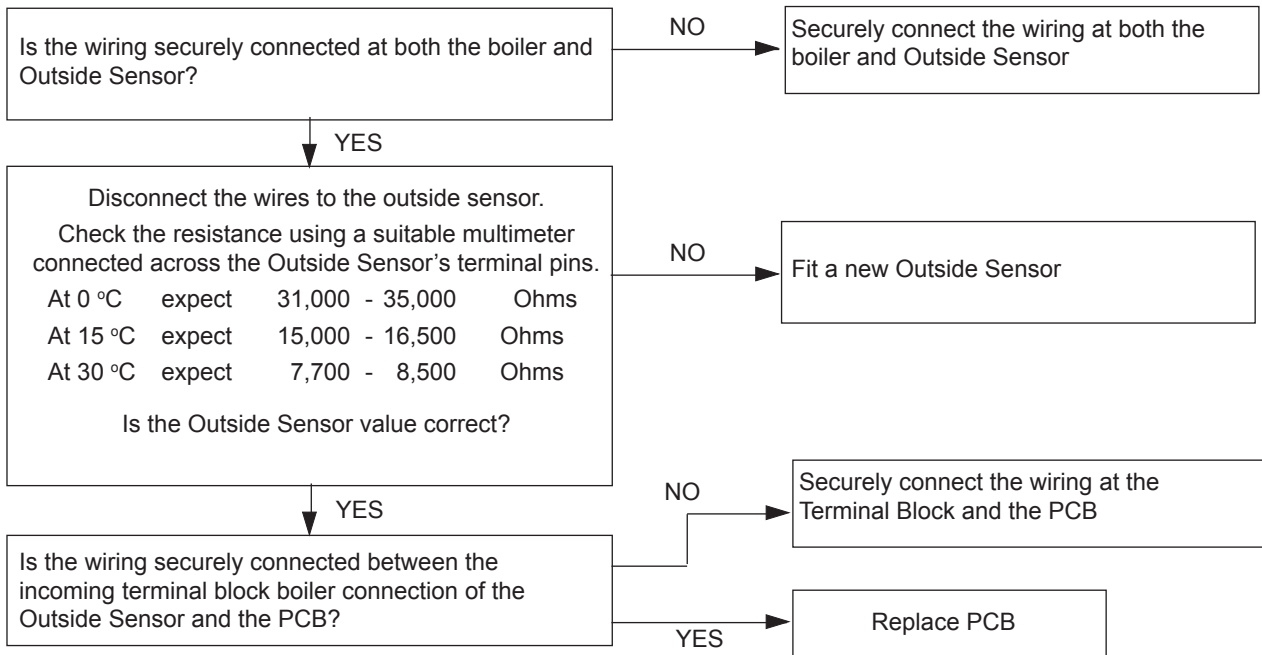 Is the wiring securely connected at both the boiler and
Outside Sensor?
NO
Securely connect the wiring at both the
boiler and Outside Sensor
YES
Disconnect the wires to the outside sensor.
Check the resistance using a suitable multimeter
connected across the Outside Sensor's terminal pins.
At 0 °C expect 31,000 - 35,000 Ohms
At 15 °C expect 15,000 - 16,500 Ohms
At 30 °C expect 7,700 - 8,500 Ohms
Is the Outside Sensor value correct?
NO
Fit a new Outside Sensor
YES
Is the wiring securely connected between the
incoming terminal block boiler connection of the
Outside Sensor and the PCB?
NO
Securely connect the wiring at the
Terminal Block and the PCB
YES
Replace PCB